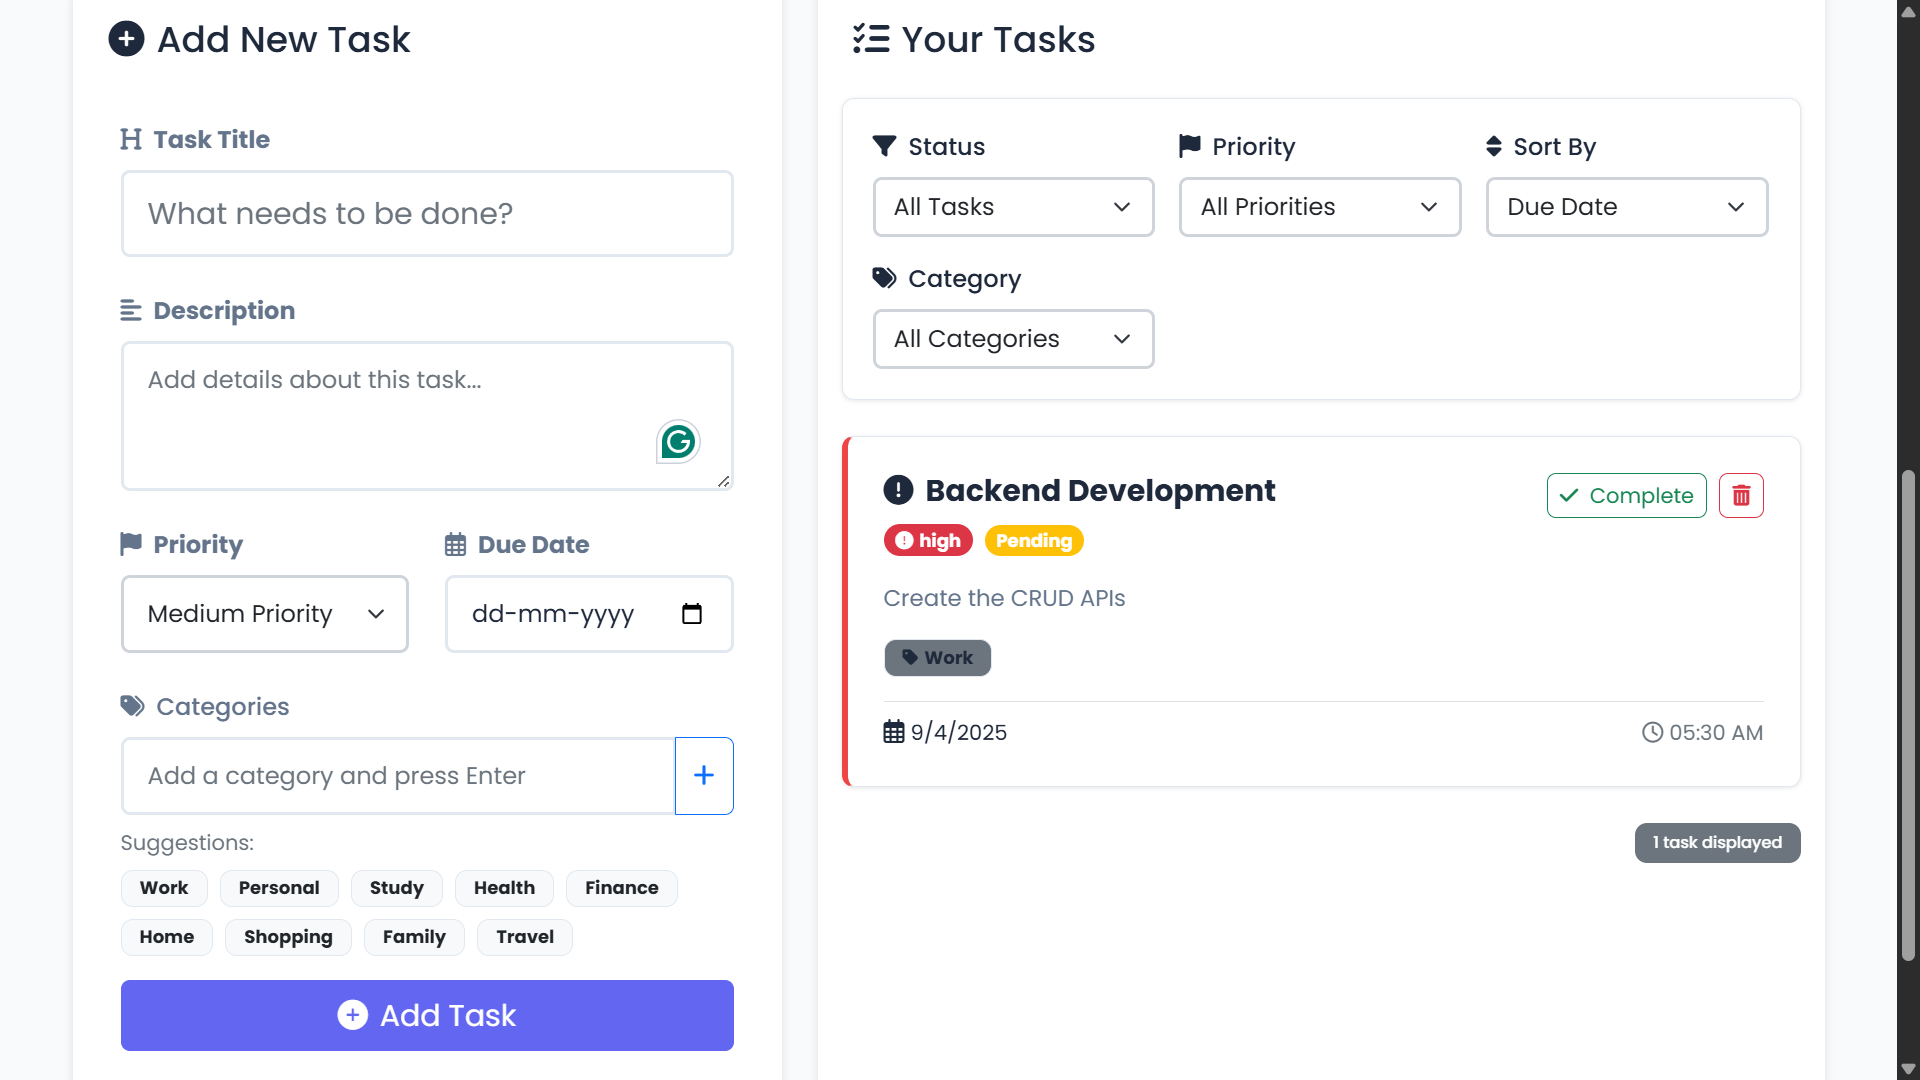 Add New Task
Task Title
What needs to be done?
Description
Add details about this task...
Priority
Due Date
Medium Priority
dd-mm-yyyy
Categories
Add a category and press Enter
Suggestions:
Work Personal Study Health Finance
Home Shopping Family Travel
Add Task
Your Tasks
Status Priority Sort By
All Tasks All Priorities Due Date
Category
All Categories
Backend Development
Complete
high Pending
Create the CRUD APIs
Work
9/4/2025 05:30 AM
1 task displayed